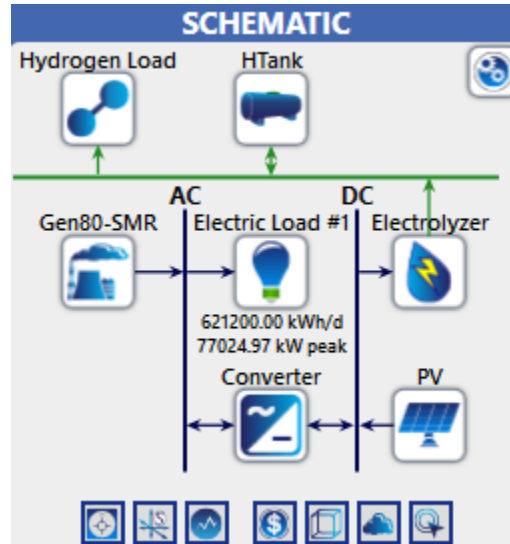 SCHEMATIC
Hydrogen Load HTank
AC DC
Gen80-SMR Electric Load #1 Electrolyzer
621200.00 kWh/d
77024.97 kW peak
Converter PV